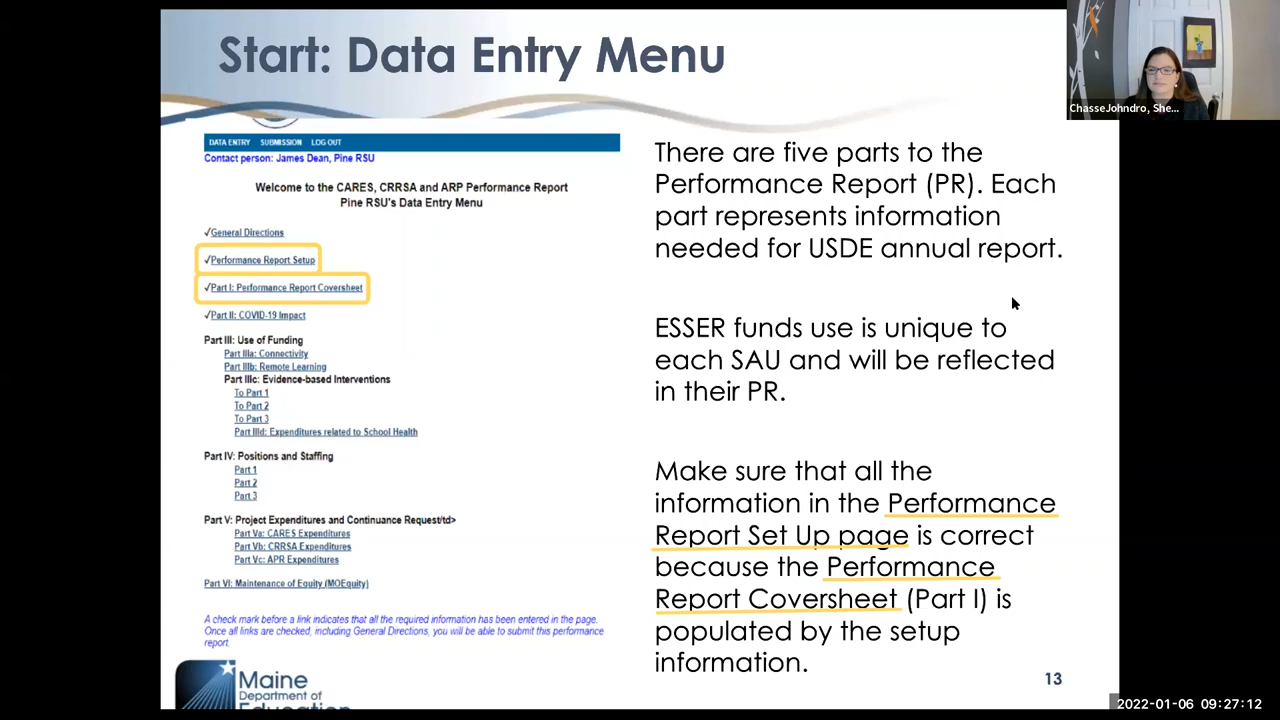 Start: Data Entry Menu
ChasseJohndro, She...
DATA ENTRY SUBMISSION LOG OUT
Contact person: James Dean, Pine RSU
Welcome to the CARES, CRRSA and ARP Performance Report
Pine RSU's Data Entry Menu
√General Directions
√Performance Report Setup
√Part I: Performance Report Coversheet
√Part II: COVID-19 Impact
Part III: Use of Funding
Part IIIa: Connectivity
Part IIIb: Remote Learning
Part IIIc: Evidence-based Interventions
To Part 1
To Part 2
To Part 3
Part IIId: Expenditures related to School Health
Part IV: Positions and Staffing
Part 1
Part 2
Part 3
Part V: Project Expenditures and Continuance Request/td>
Part Va: CARES Expenditures
Part Vb: CRRSA Expenditures
Part Vc: APR Expenditures
Part VI: Maintenance of Equity (MOEquity)
A check mark before a link indicates that all the required information has been entered in the page.
Once all links are checked, including General Directions, you will be able to submit this performance
report.
There are five parts to the
Performance Report (PR). Each
part represents information
needed for USDE annual report.
ESSER funds use is unique to
each SAU and will be reflected
in their PR.
Make sure that all the
information in the Performance
Report Set Up page is correct
because the Performance
Report Coversheet (Part I) is
populated by the setup
information.
Maine
Department of
Education
13
2022-01-06 09:27:12